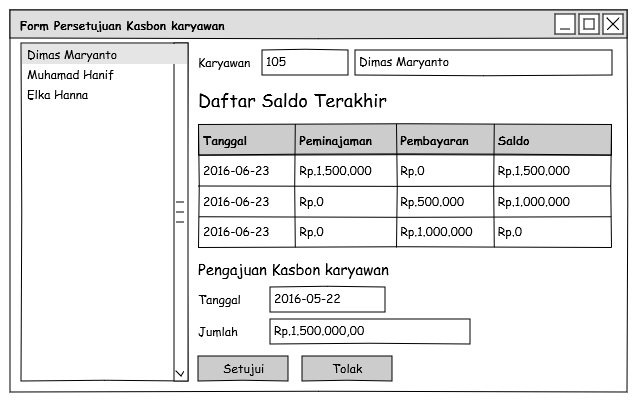 Form Persetujuan Kasbon karyawan
Dimas Maryanto
Muhamad Hanif
Elka Hanna
Karyawan 105 Dimas Maryanto
Daftar Saldo Terakhir
Tanggal Peminajaman Pembayaran Saldo
2016-06-23 Rp.1,500,000 Rp.0 Rp.1,500,000
2016-06-23 Rp.0 Rp.500,000 Rp.1,000,000
2016-06-23 Rp.0 Rp.1,000,000 Rp.0
Pengajuan Kasbon karyawan
Tanggal 2016-05-22
Jumlah Rp.1,500,000,00
Setujui Tolak